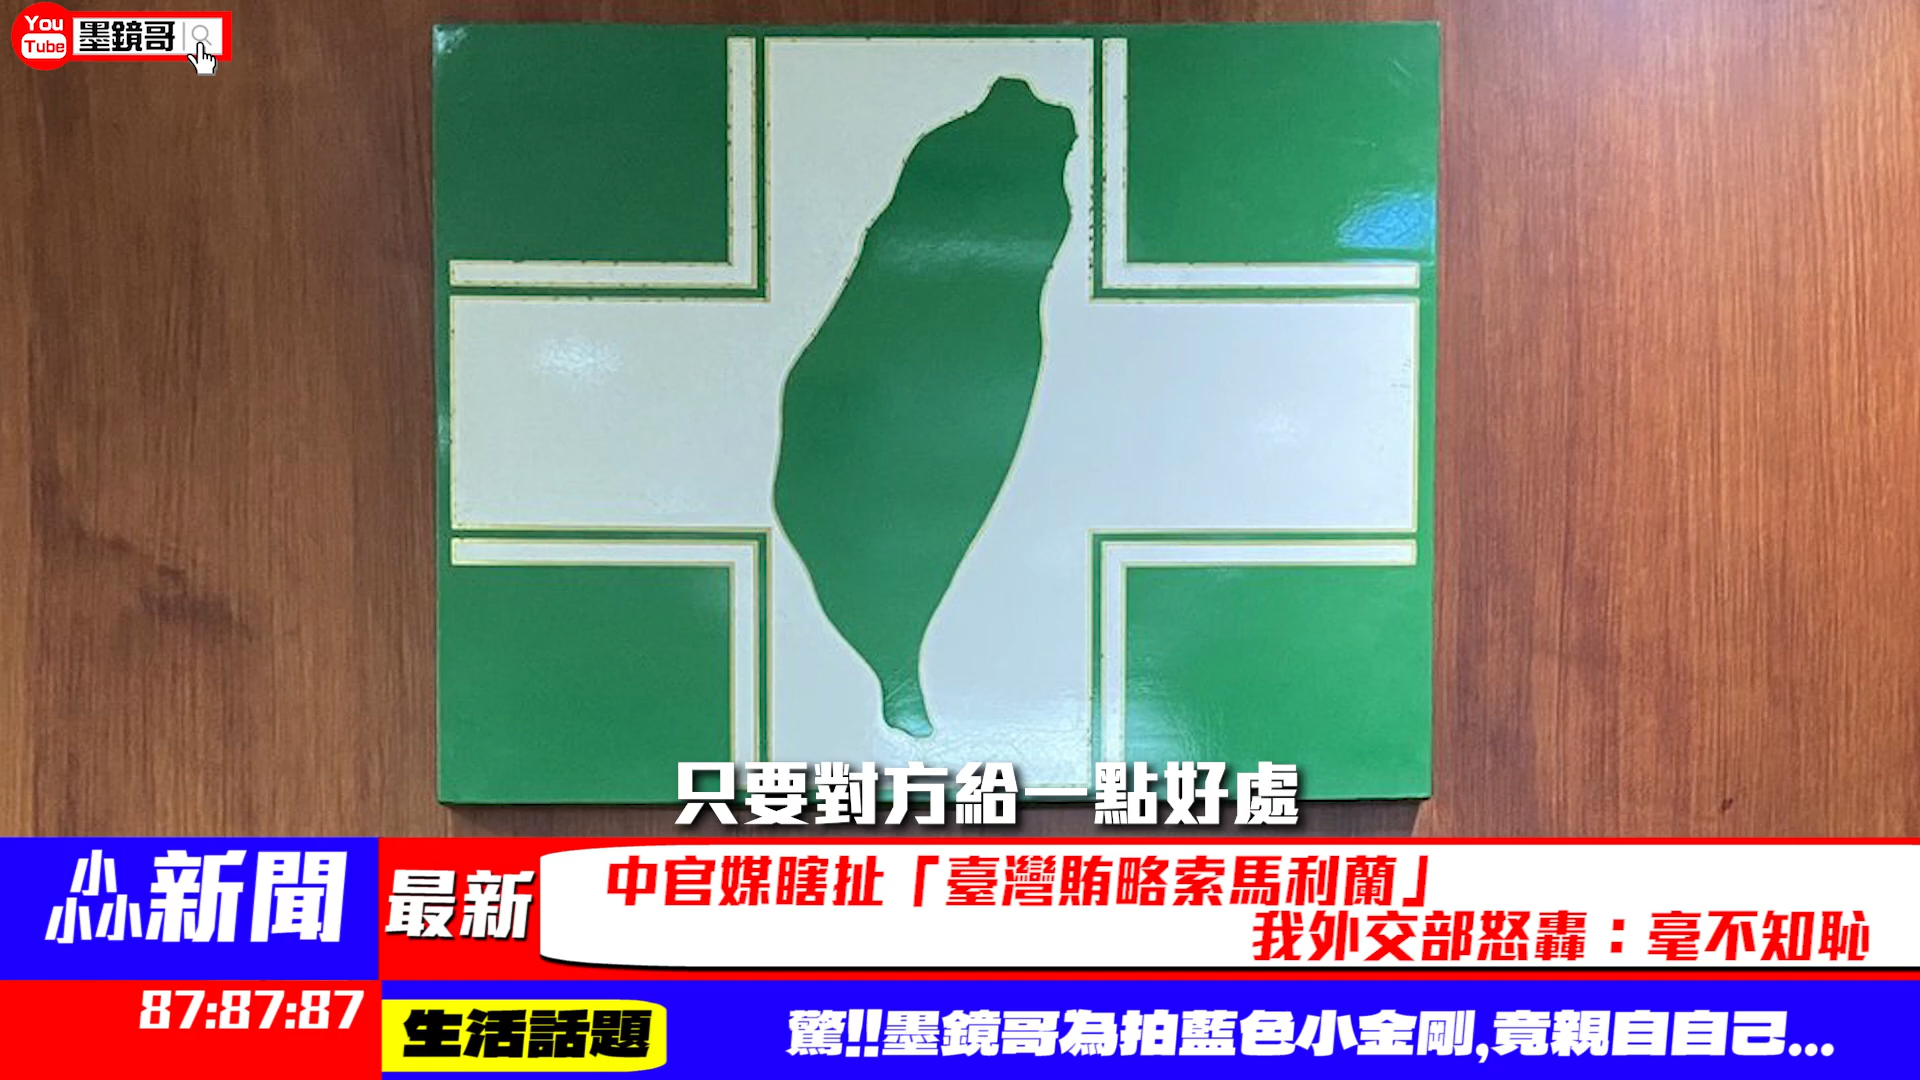 You
Tube
墨鏡哥
只要對方給一點好處
小小小新聞
最新
中官媒瞎扯「臺灣賄略索馬利蘭」
我外交部怒轟：毫不知恥
87:87:87
生活話題
驚!!墨鏡哥為拍藍色小金剛,竟親自自己...